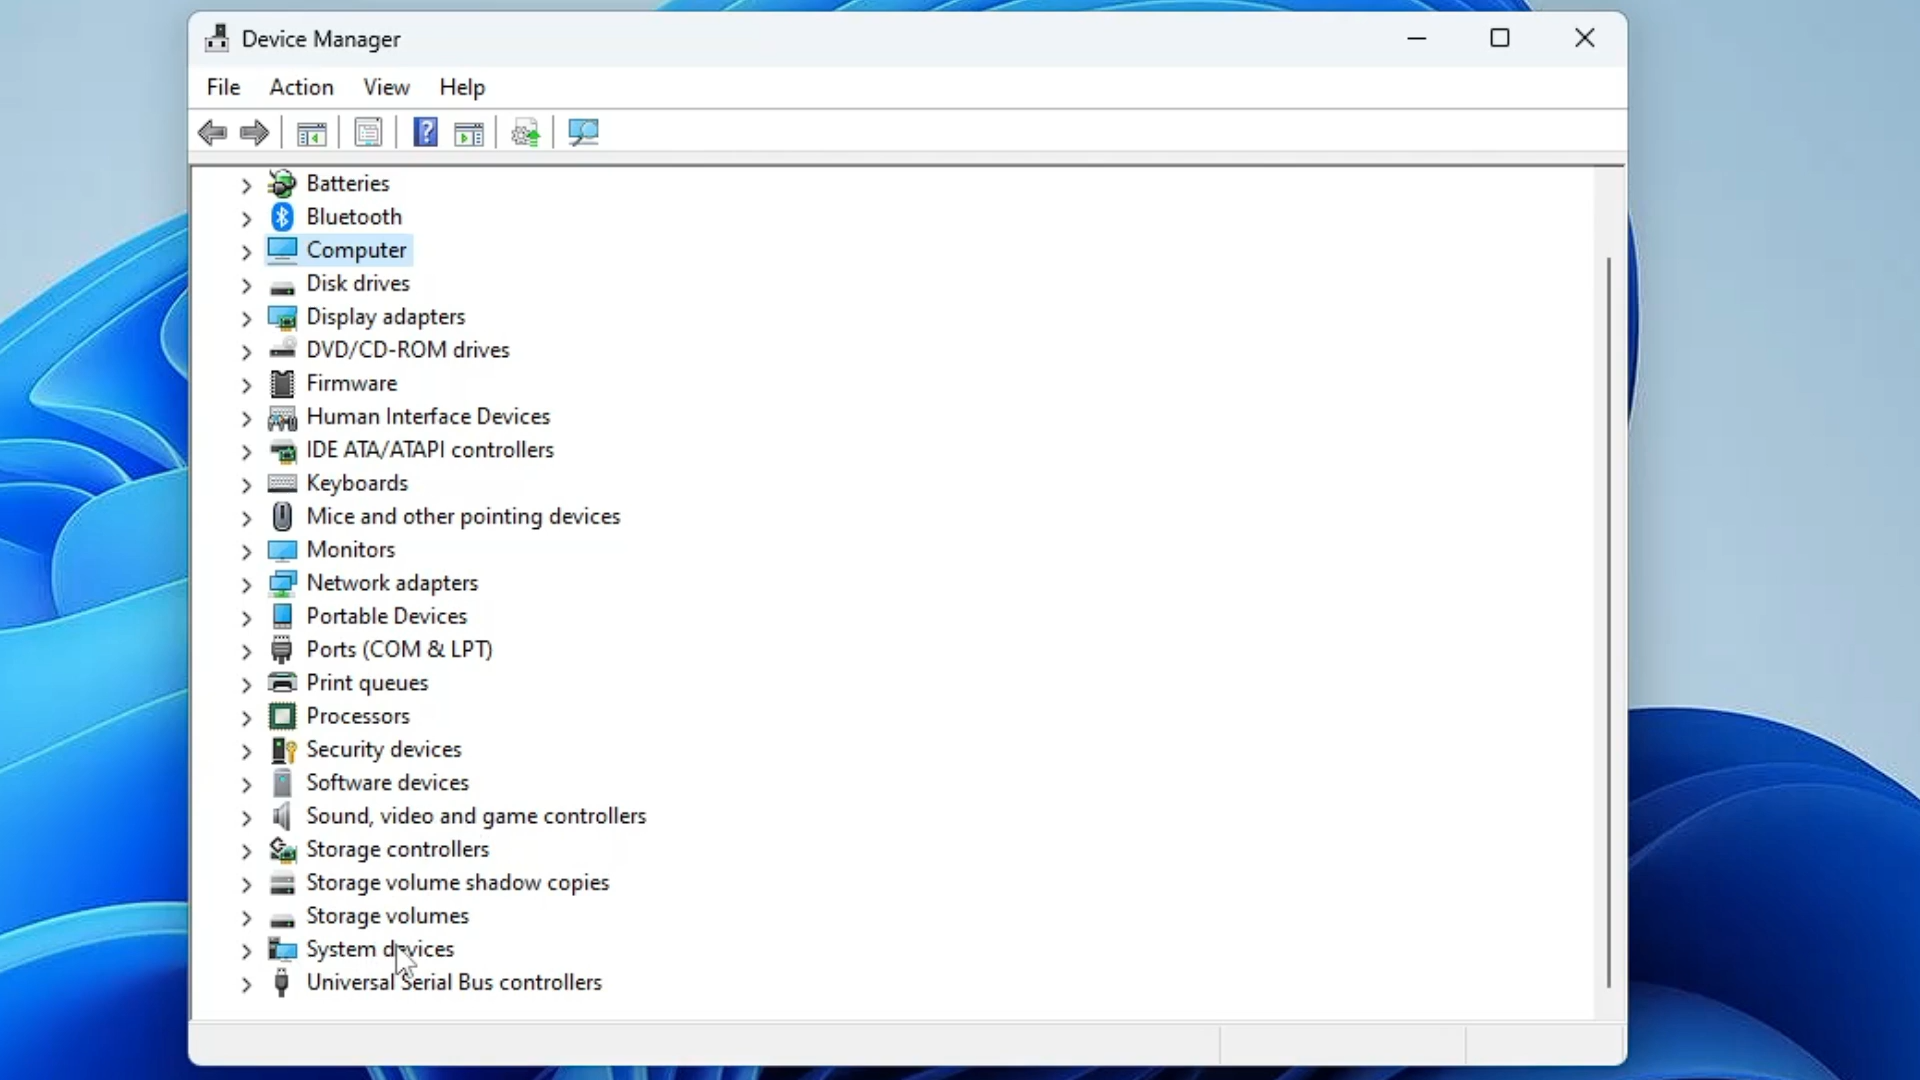 Device Manager
File Action View Help
Batteries
Bluetooth
Computer
Disk drives
Display adapters
DVD/CD-ROM drives
Firmware
Human Interface Devices
IDE ATA/ATAPI controllers
Keyboards
Mice and other pointing devices
Monitors
Network adapters
Portable Devices
Ports (COM & LPT)
Print queues
Processors
Security devices
Software devices
Sound, video and game controllers
Storage controllers
Storage volume shadow copies
Storage volumes
System devices
Universal Serial Bus controllers